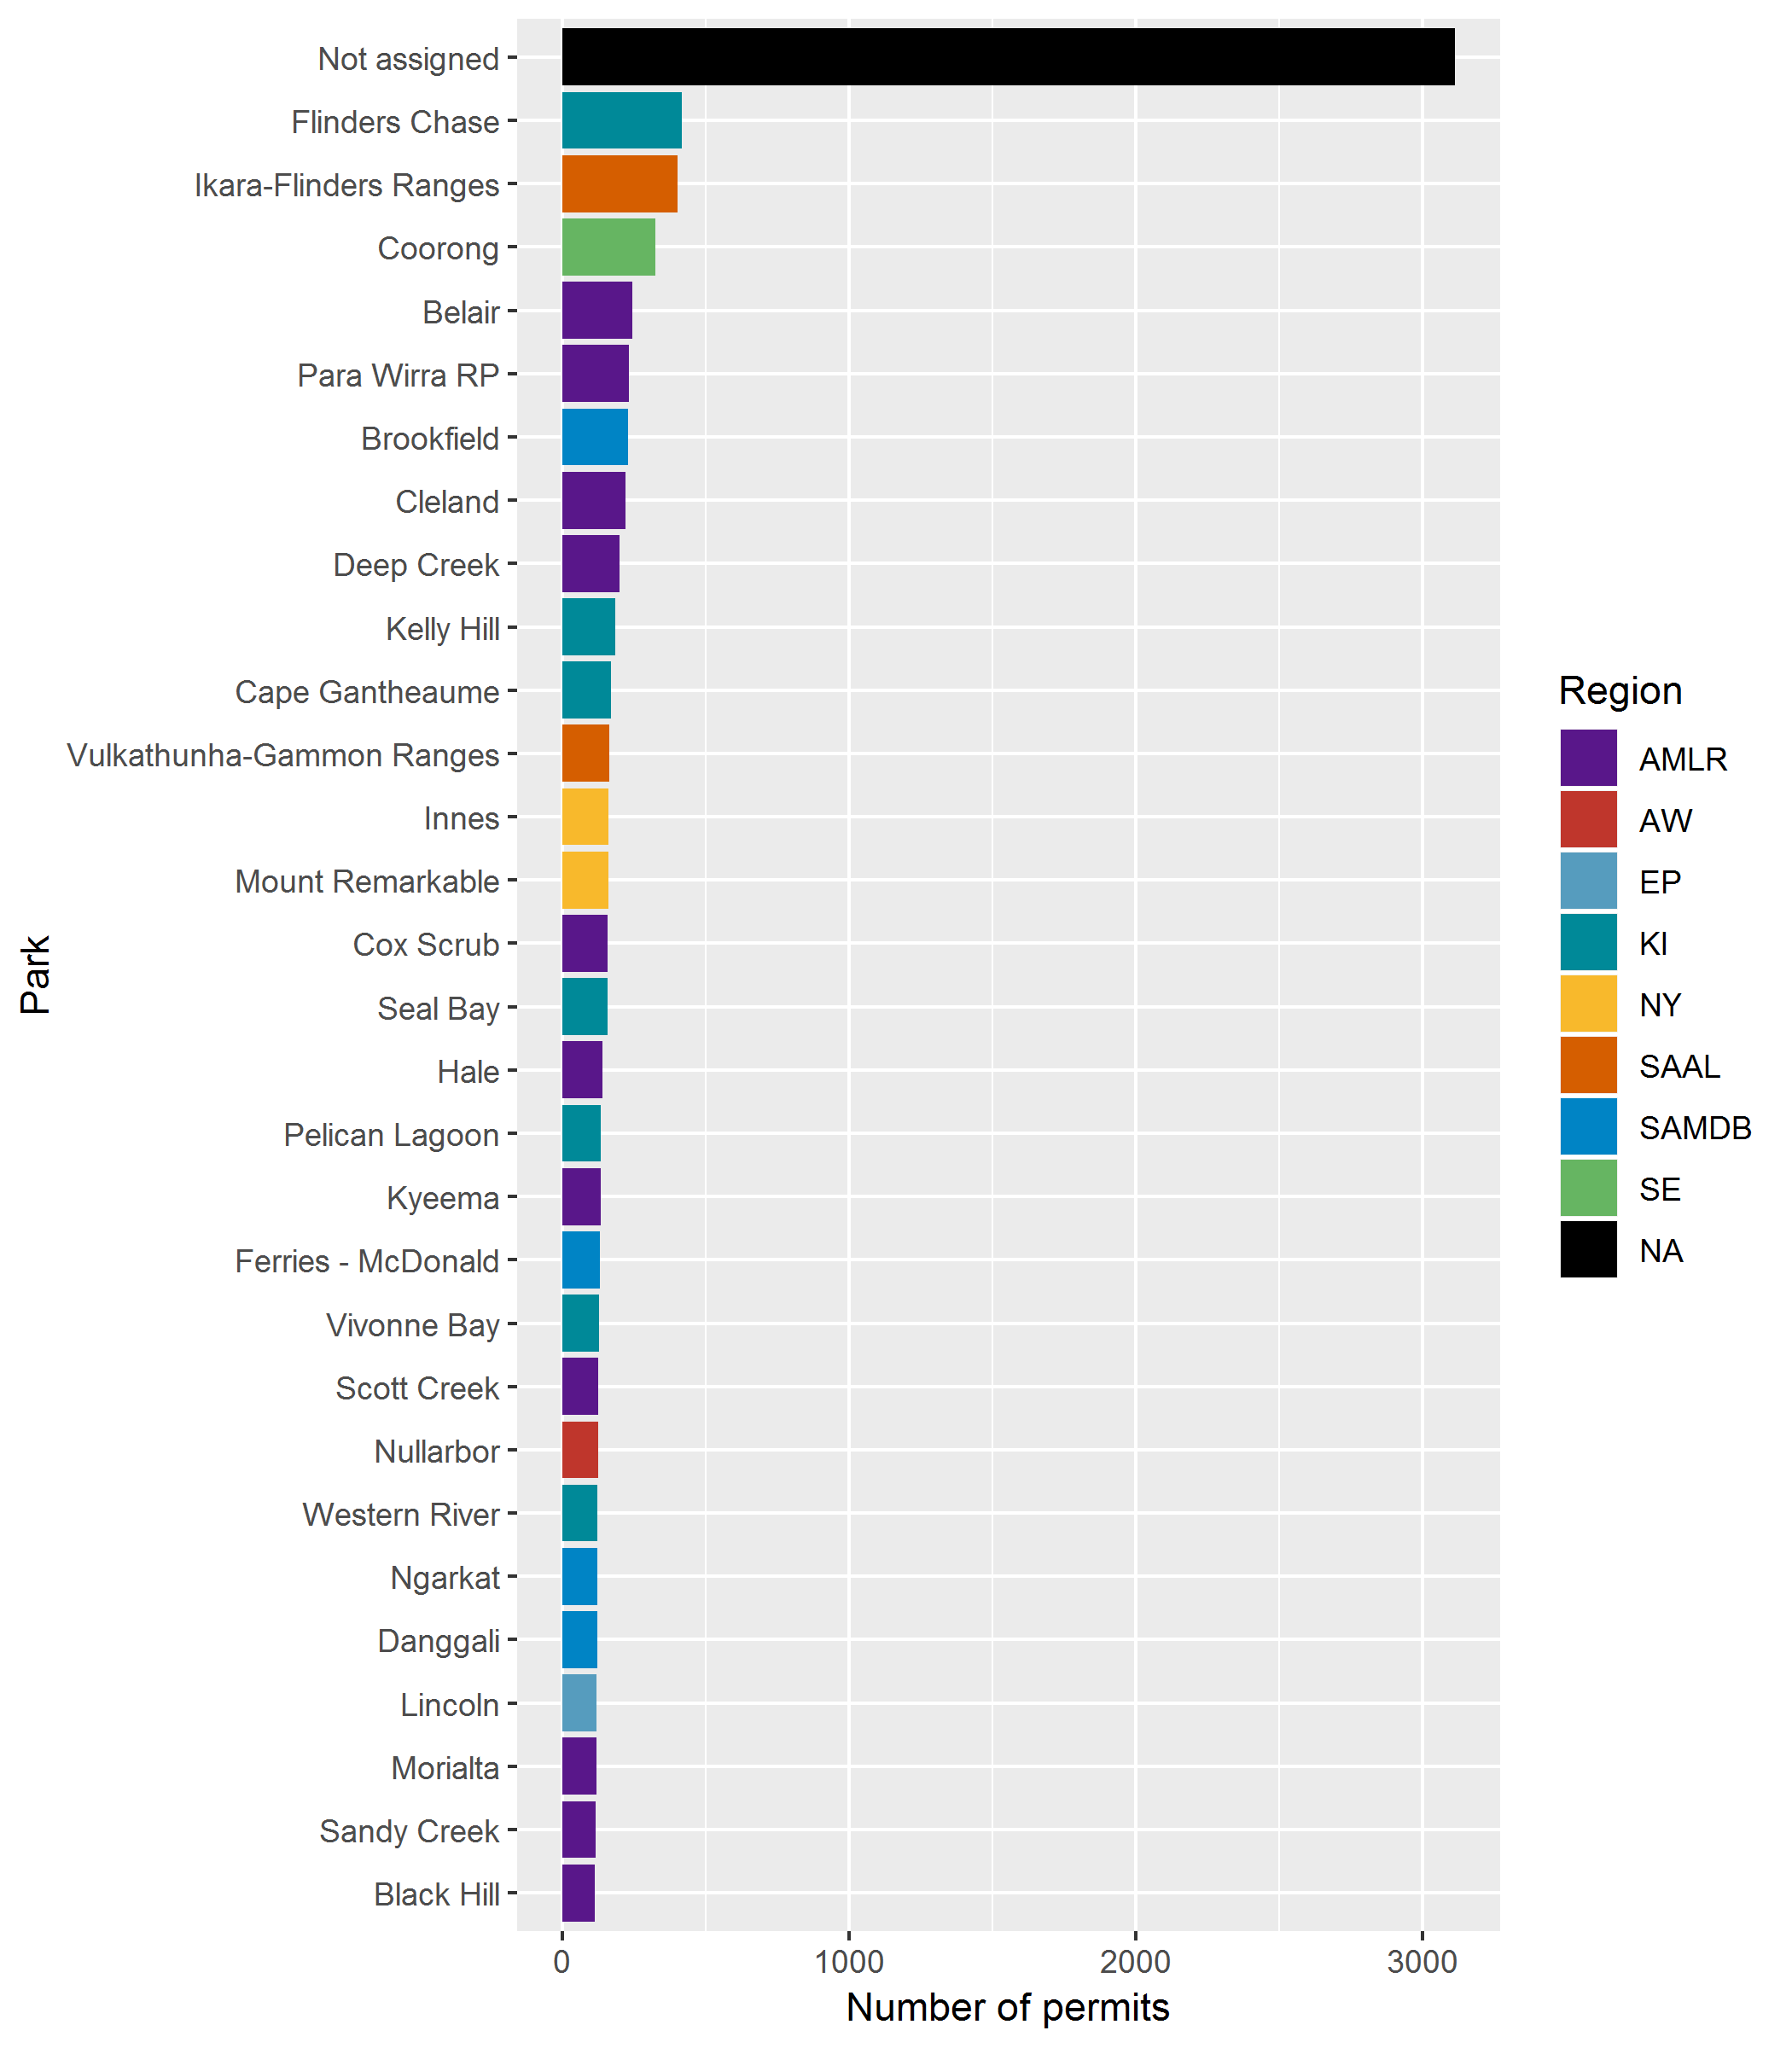 Not assigned
Flinders Chase
Ikara-Flinders Ranges
Coorong
Belair
Para Wirra RP
Brookfield
Cleland
Deep Creek
Kelly Hill
Cape Gantheaume
Vulkathunha-Gammon Ranges
Innes
Mount Remarkable
Cox Scrub
Seal Bay
Hale
Pelican Lagoon
Kyeema
Ferries - McDonald
Vivonne Bay
Scott Creek
Nullarbor
Western River
Ngarkat
Danggali
Lincoln
Morialta
Sandy Creek
Black Hill
Park
0 1000 2000 3000
Number of permits
Region
AMLR
AW
EP
KI
NY
SAAL
SAMDB
SE
NA